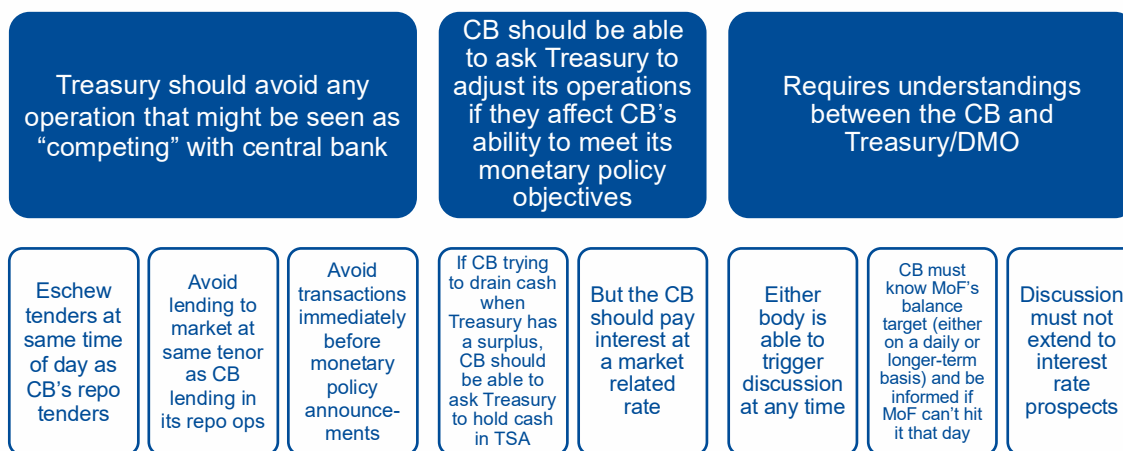 Treasury should avoid any
operation that might be seen as
“competing” with central bank
CB should be able
to ask Treasury to
adjust its operations
if they affect CB’s
ability to meet its
monetary policy
objectives
Requires understandings
between the CB and
Treasury/DMO
Eschew
tenders at
same time
of day as
CB’s repo
tenders
Avoid
lending to
market at
same tenor
as CB
lending in
its repo ops
Avoid
transactions
immediately
before
monetary
policy
announce-
ments
If CB trying
to drain cash
when
Treasury has
a surplus,
CB should
be able to
ask Treasury
to hold cash
in TSA
But the CB
should pay
interest at
a market
related
rate
Either
body is
able to
trigger
discussion
at any time
CB must
know MoF’s
balance
target (either
on a daily or
longer-term
basis) and be
informed if
MoF can’t hit
it that day
Discussion
must not
extend to
interest
rate
prospects